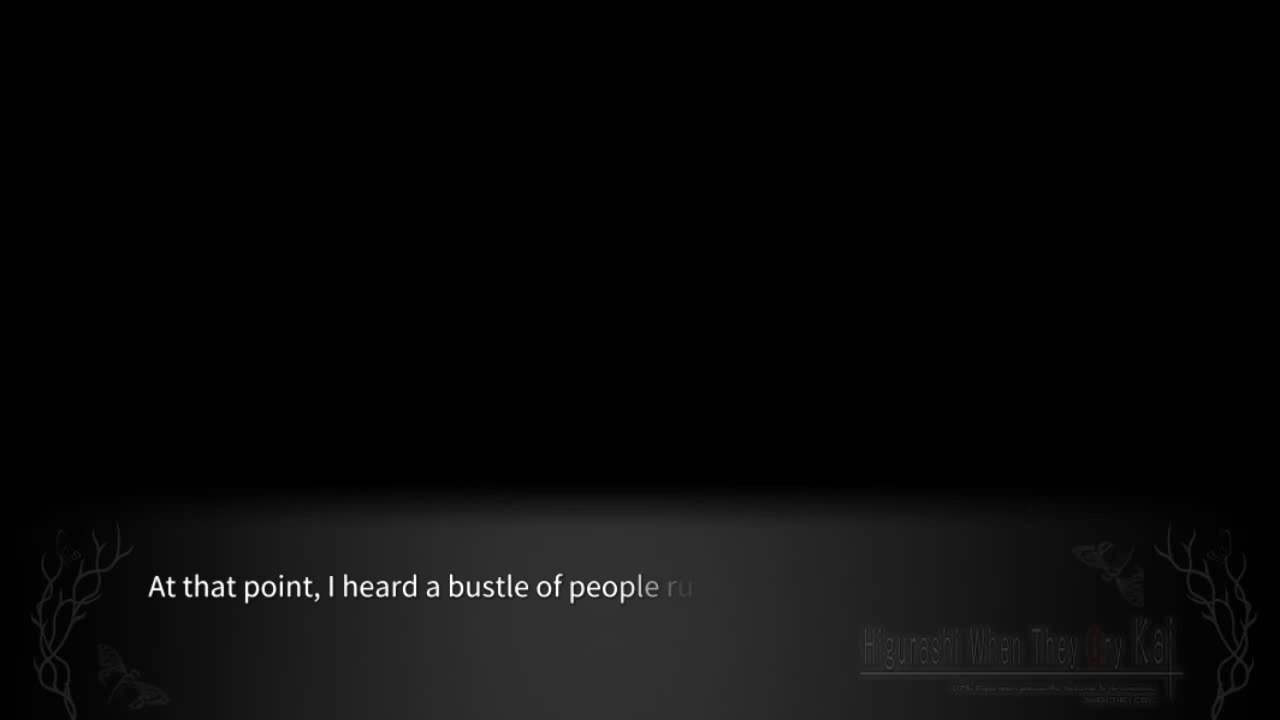 At that point, I heard a bustle of people ru
Higurashi When They Cry Kai